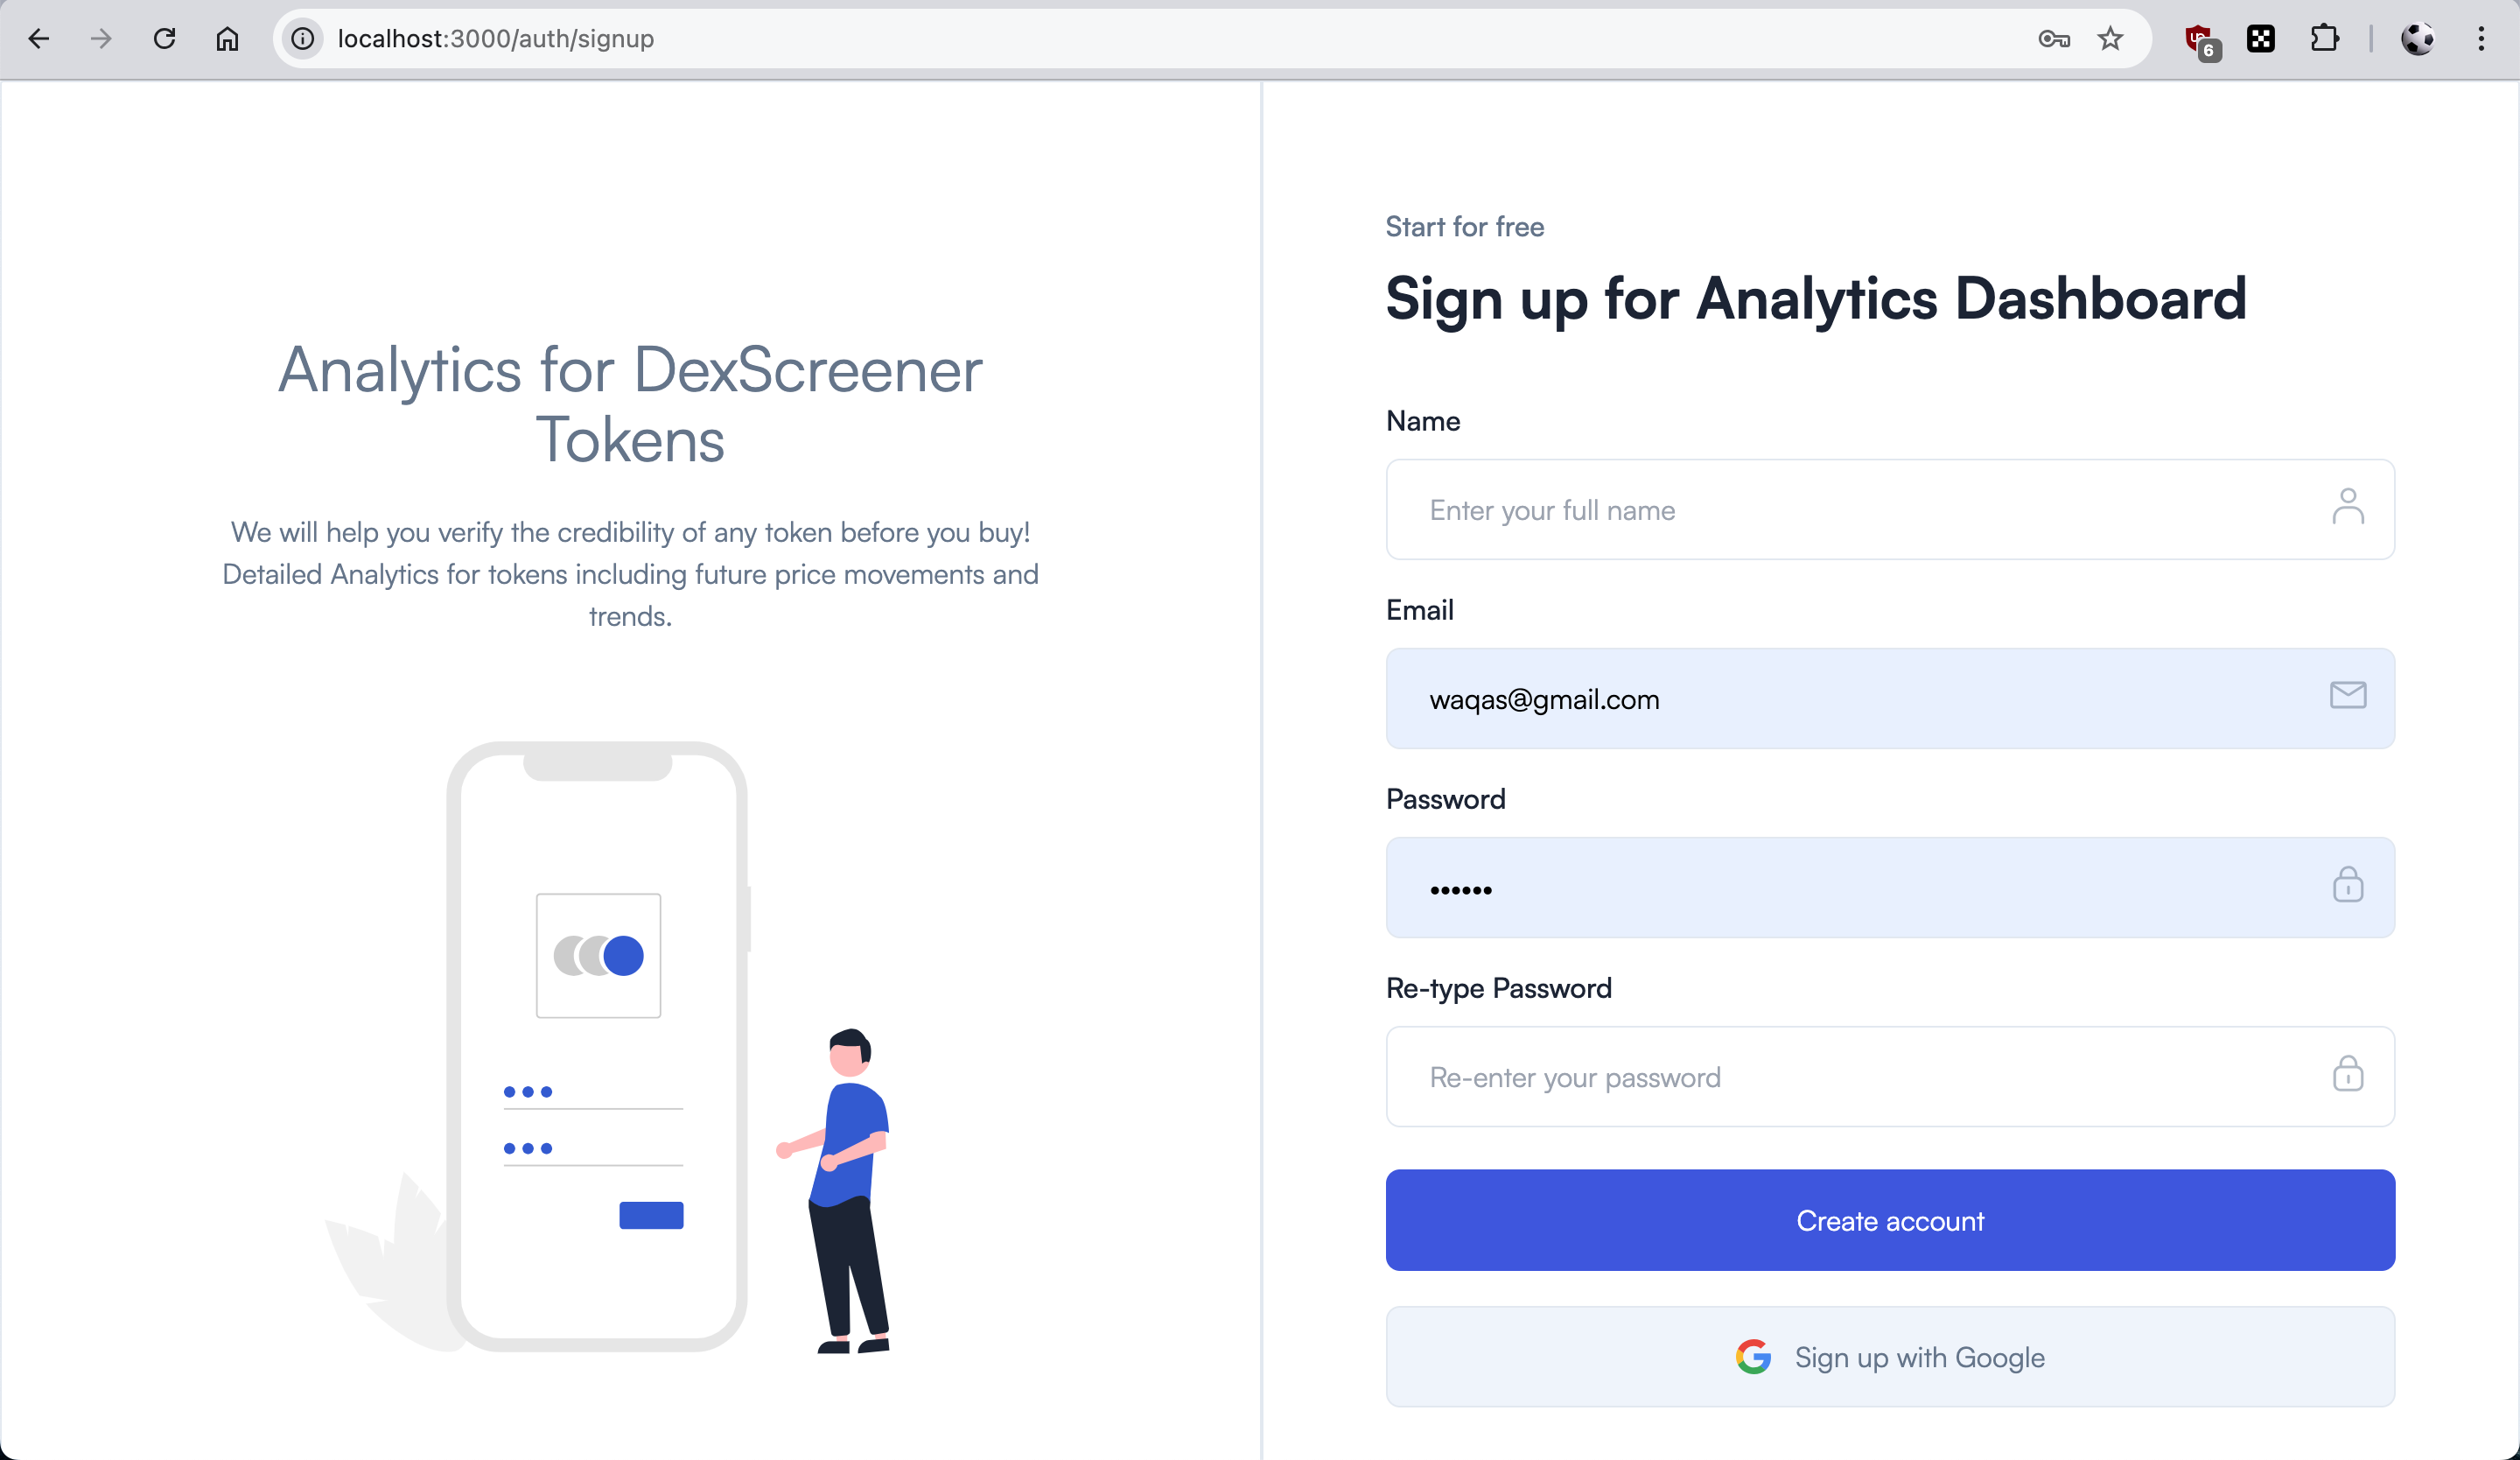 localhost:3000/auth/signup
6
Analytics for DexScreener
Tokens
We will help you verify the credibility of any token before you buy!
Detailed Analytics for tokens including future price movements and
trends.
Start for free
Sign up for Analytics Dashboard
Name
Enter your full name
Email
waqas@gmail.com
Password
••••••
Re-type Password
Re-enter your password
Create account
Sign up with Google